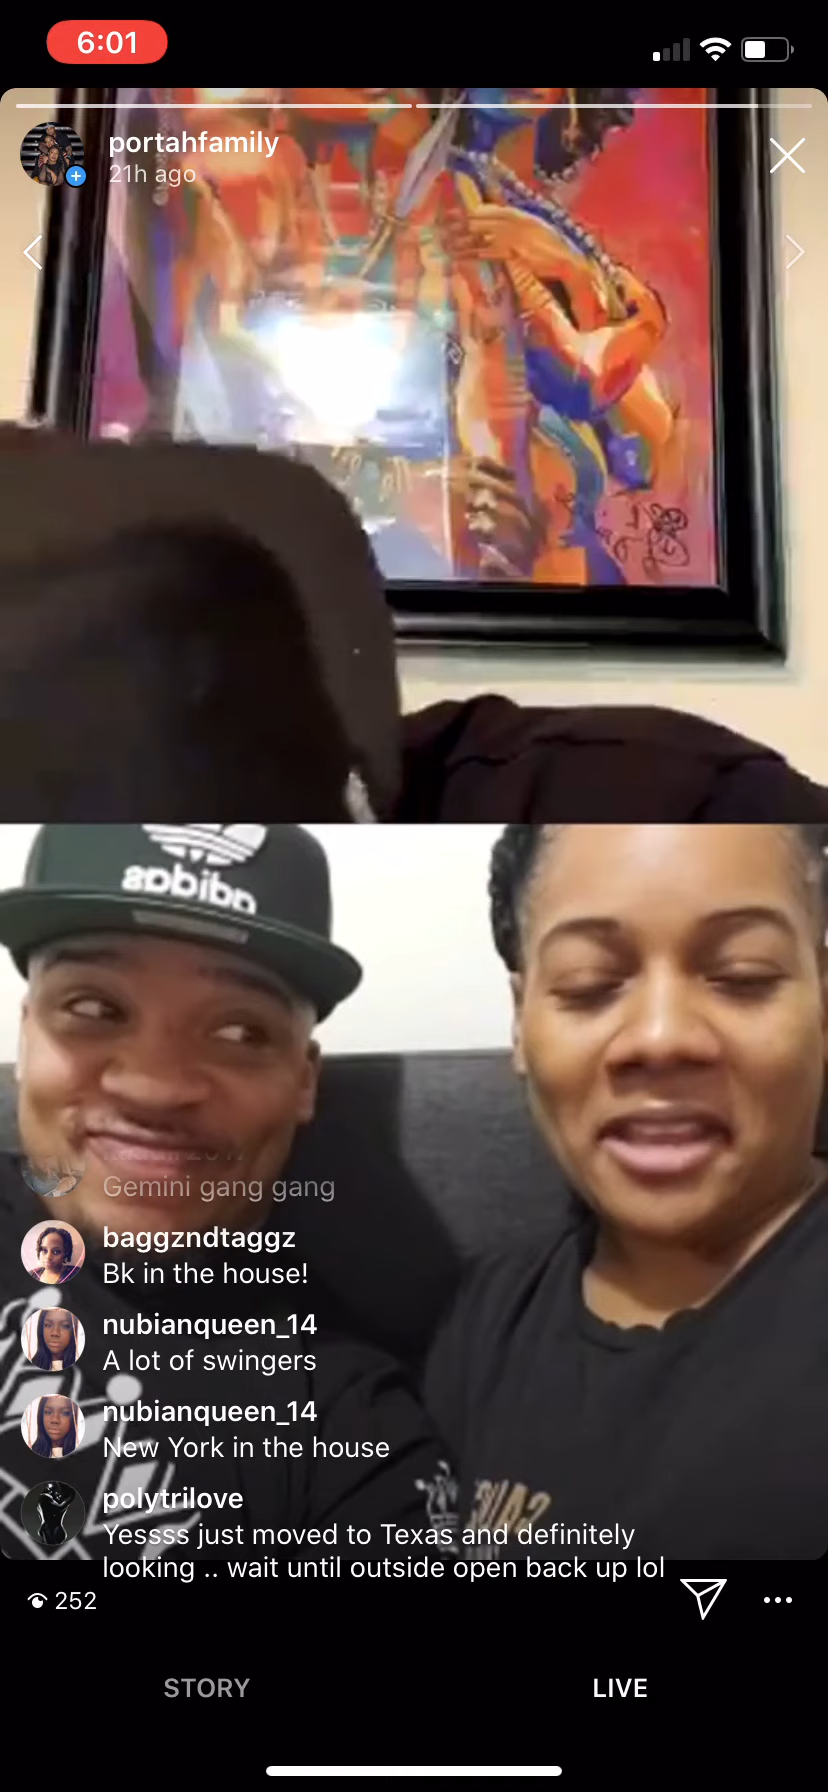 6:01
portahfamily
21h ago
adidas
Gemini gang gang
baggzndtaggz
Bk in the house!
nubianqueen_14
A lot of swingers
nubianqueen_14
New York in the house
polytrilove
Yessss just moved to Texas and definitely
looking .. wait until outside open back up lol
252
STORY
LIVE